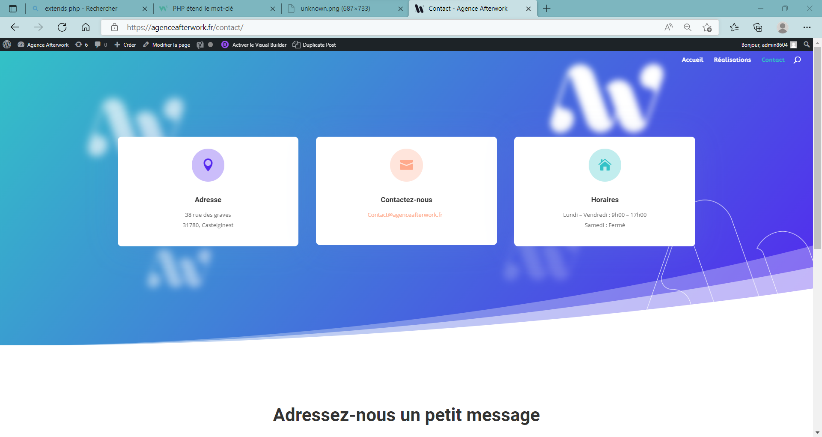 extends php - Rechercher
PHP étend le mot-clé
unknown.png (687×733)
Contact - Agence Afterwork
https://agenceafterwork.fr/contact/
Agence Afterwork 6 0 Créer Modifier la page Activer le Visual Builder Duplicate Post
Bonjour, admin8604
Accueil Réalisations Contact
Adresse
38 rue des graves
31780, Castelginest
Contactez-nous
Contact@agenceafterwork.fr
Horaires
Lundi – Vendredi : 9h00 – 17h00
Samedi : Fermé
Adressez-nous un petit message